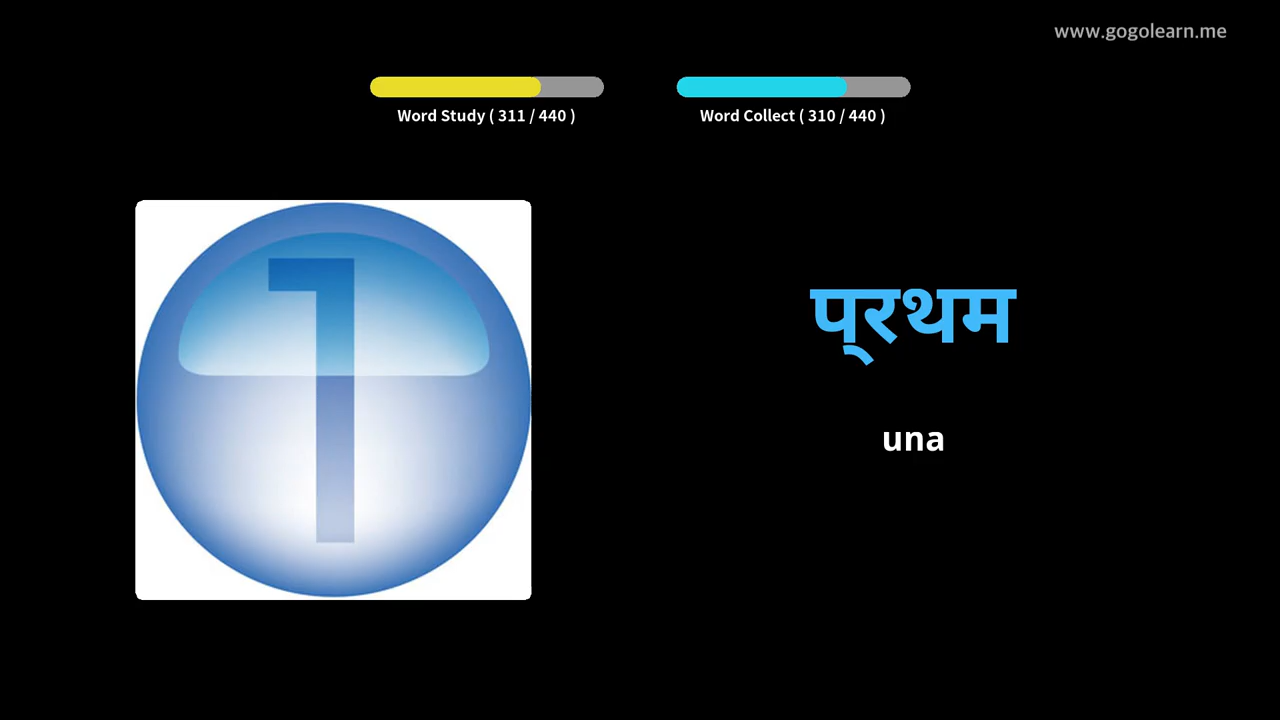 www.gogolearn.me
Word Study ( 311 / 440 )
Word Collect ( 310 / 440 )
1
प्‌रथम
una